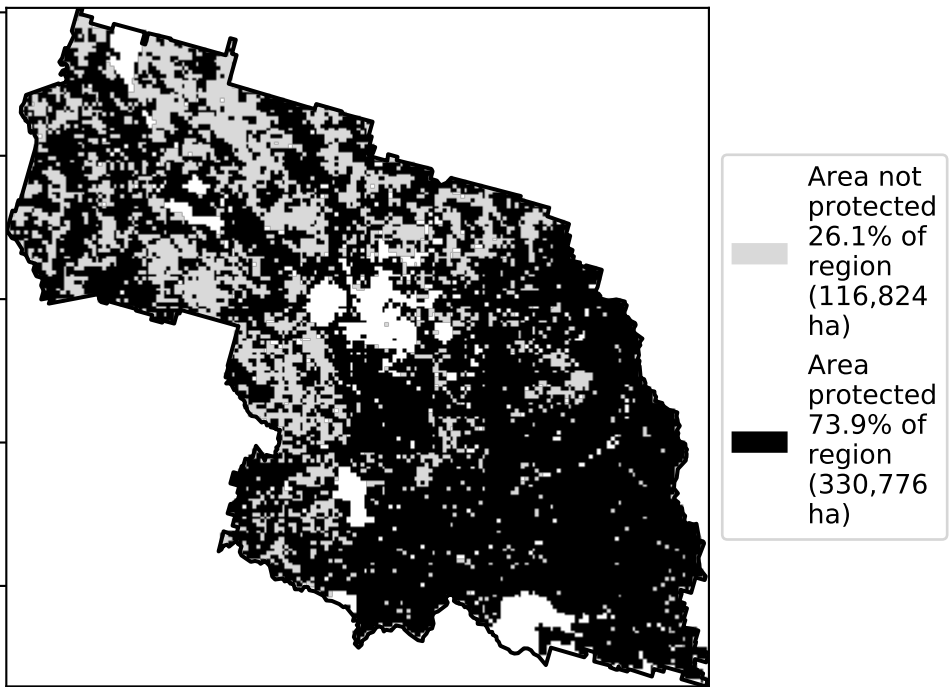 Area not
protected
26.1% of
region
(116,824
ha)
Area
protected
73.9% of
region
(330,776
ha)